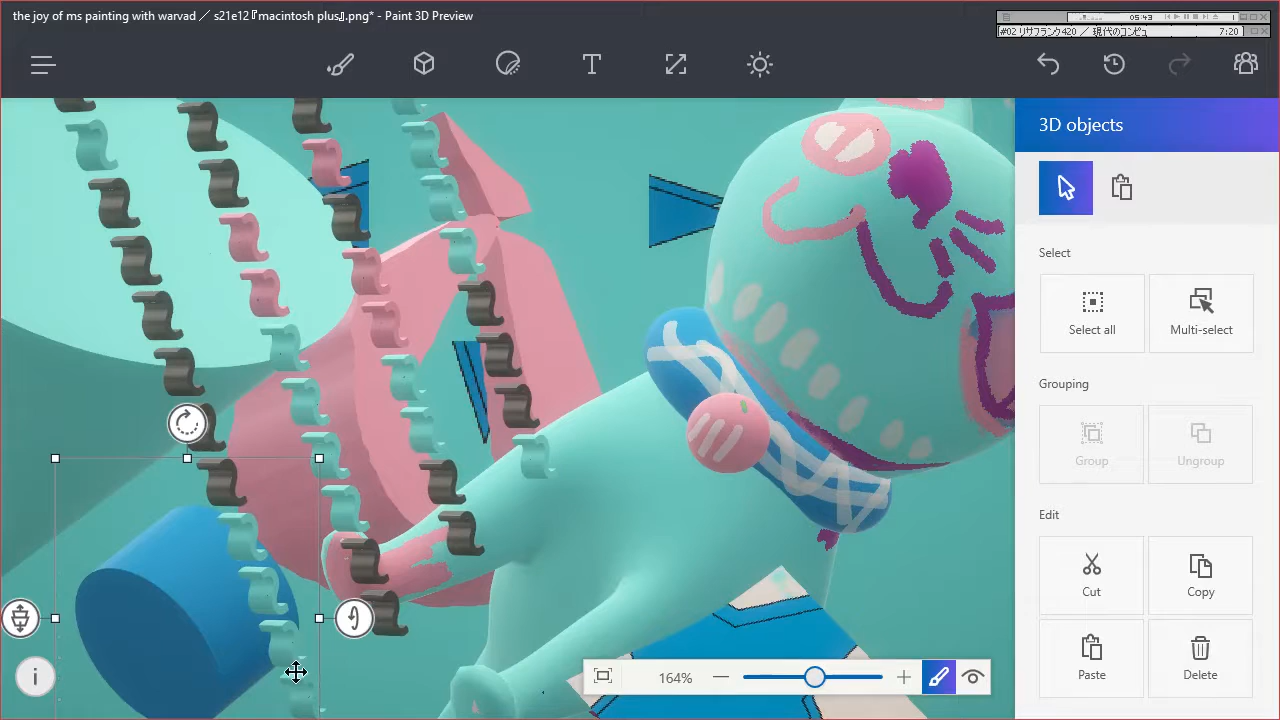 the joy of ms painting with warvad ／ s21e12『macintosh plus』.png* - Paint 3D Preview
05:43
#02 リサフランク420 ／ 現代のコンピュ
7:20
3D objects
Select
Select all
Multi-select
Grouping
Group
Ungroup
Edit
Cut
Copy
Paste
Delete
164%